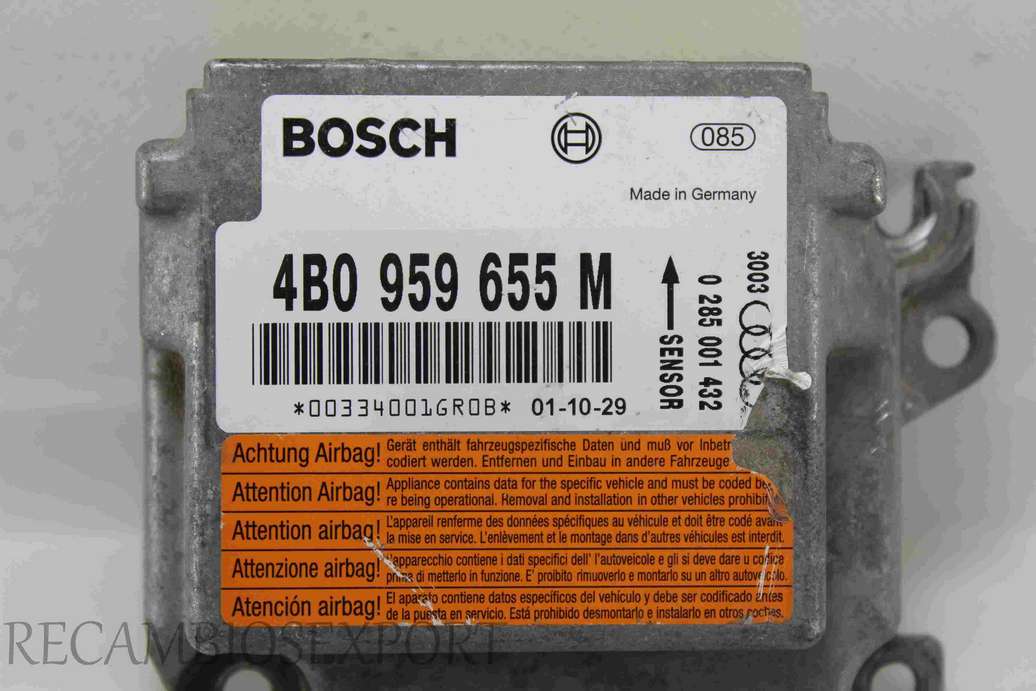 BOSCH
085
Made in Germany
4B0 959 655 M
SENSOR
0 285 001 432
3003
*003340016R0B* 01-10-29
Achtung Airbag! Gerät enthält fahrzeugspezifische Daten und muß vor
codiert werden. Entfernen und Einbau in andere Fahrzeuge
Attention Airbag! Appliance contains data for the specific vehicle and must be coded
re being operational. Removal and installation in other vehicles
Attention airbag! L'appareil renferme des données spécifiques au véhicule et doit être codé avant
la mise en service. L'enlèvement et le montage dans d'autres véhicules est interdit.
Attenzione airbag! L'apparecchio contiene i dati specifici dell' l'autoveicole e gli si deve dare u codice
prima di metterlo in funzione. E' proibito rimuoverlo e montarlo su un altro autoveicolo.
Atención airbag! El aparato contiene datos específicos del vehículo y debe ser codificado antes
de la puesta en servicio. Está prohibido desmontarlo e instalarlo en otros coches.
RECAMBIOSEXPORT